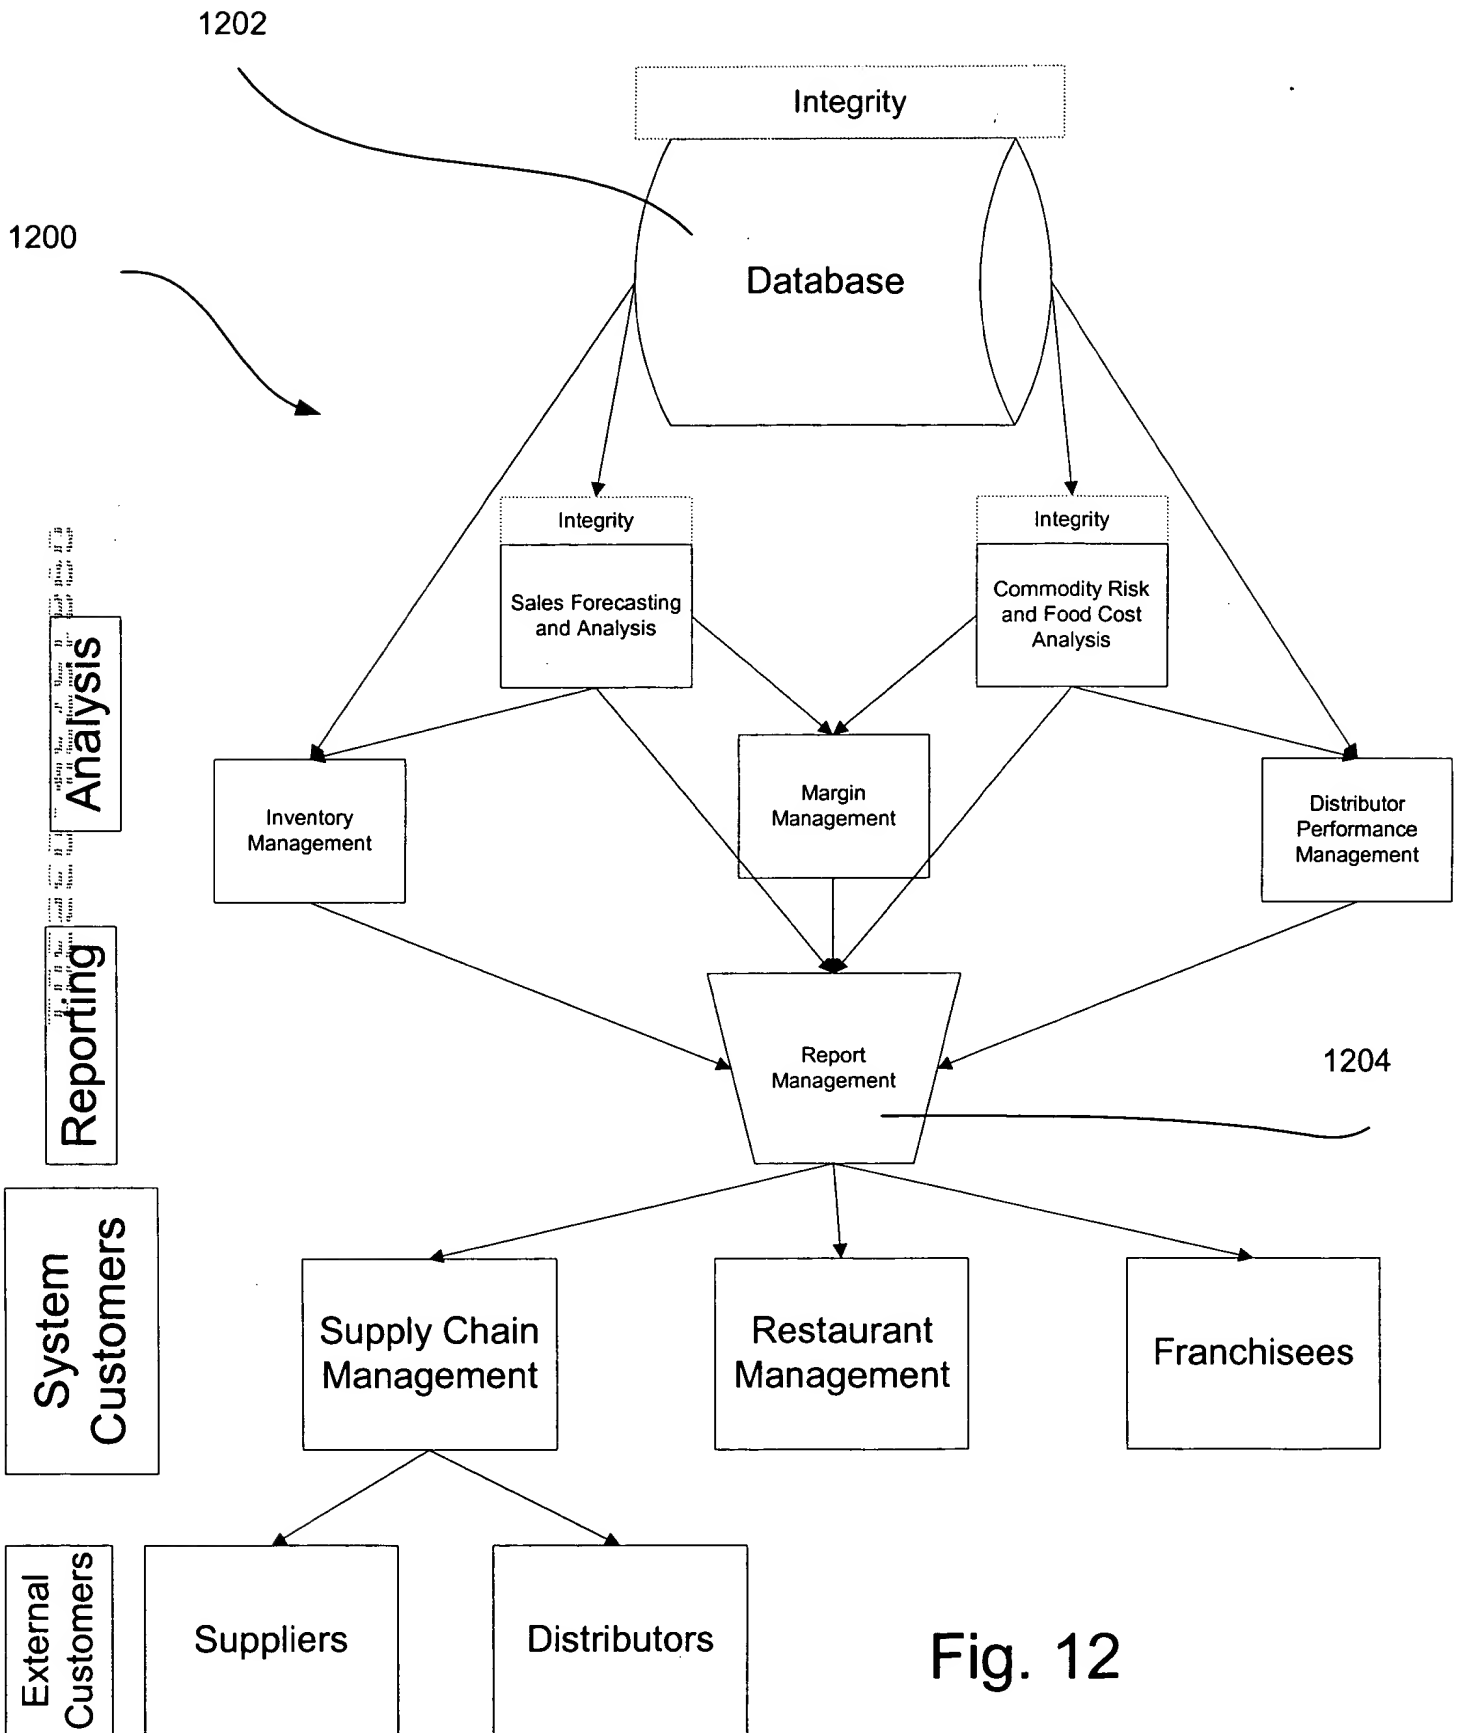 1202
Integrity
1200
Database
Integrity
Integrity
Sales Forecasting
and Analysis
Commodity Risk
and Food Cost
Analysis
Analysis
Inventory
Management
Margin
Management
Distributor
Performance
Management
Reporting
Report
Management
1204
System
Customers
Supply Chain
Management
Restaurant
Management
Franchisees
External
Customers
Suppliers
Distributors
Fig. 12